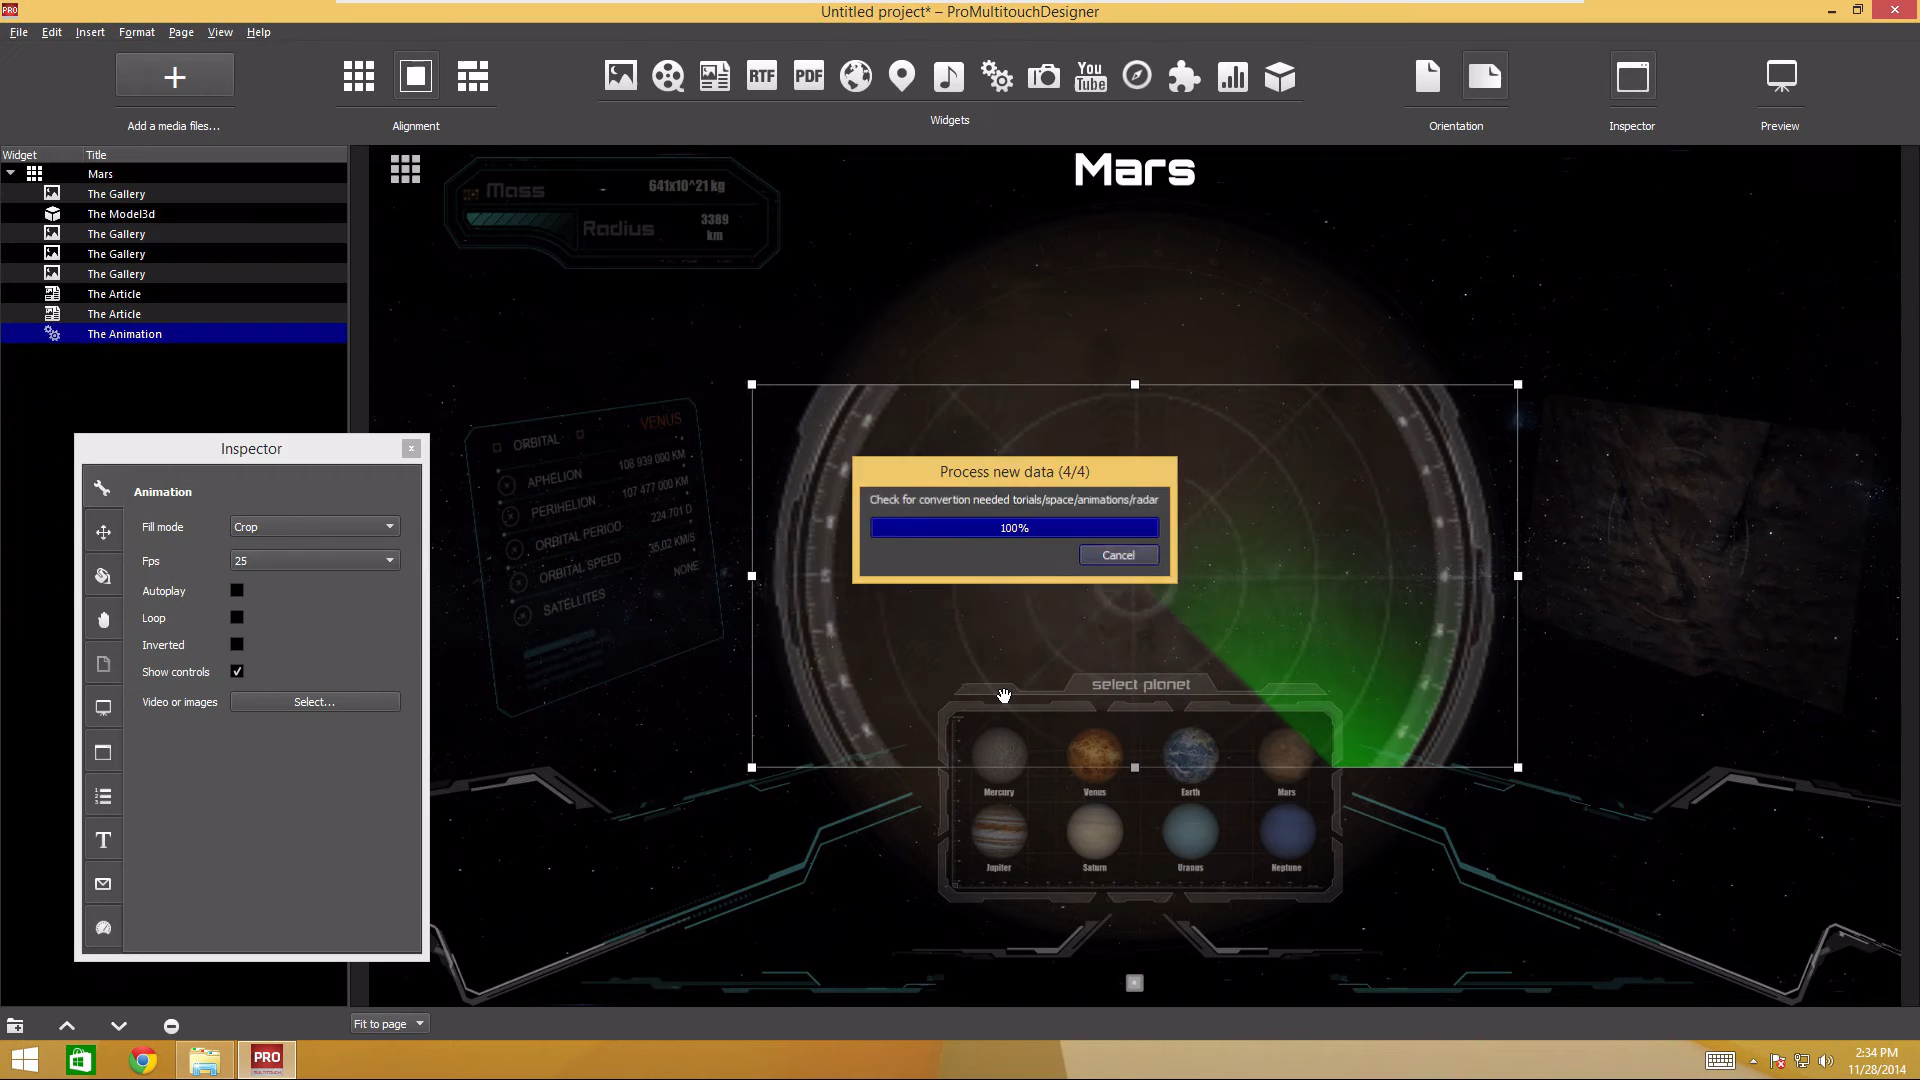 PRO
Untitled project* – ProMultitouchDesigner
File Edit Insert Format Page View Help
RTF PDF You Tube
Add a media files...
Alignment
Widgets
Orientation
Inspector
Preview
Widget Title
Mars
The Gallery
The Model3d
The Gallery
The Gallery
The Gallery
The Article
The Article
The Animation
Mars
Mass - 641x10^21 kg
Radius 3389 km
ORBITAL VENUS
APHELION 108 939 000 KM
PERIHELION 107 477 000 KM
ORBITAL PERIOD 224.701 D
ORBITAL SPEED 35.02 KM/S
SATELLITES NONE
Inspector
Animation
Fill mode Crop
Fps 25
Autoplay
Loop
Inverted
Show controls
Video or images Select...
Process new data (4/4)
Check for convertion needed torials/space/animations/radar
100%
Cancel
select planet
Mercury Venus Earth Mars
Jupiter Saturn Uranus Neptune
Fit to page
PRO
MULTITOUCH
2:34 PM
11/28/2014